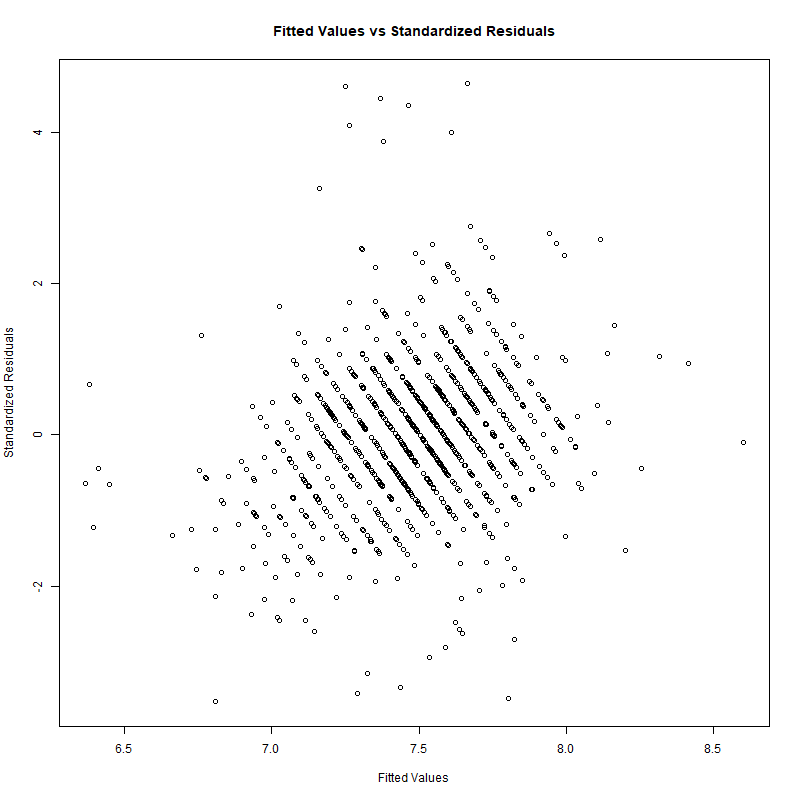 Fitted Values vs Standardized Residuals
Standardized Residuals
4
2
0
-2
6.5 7.0 7.5 8.0 8.5
Fitted Values